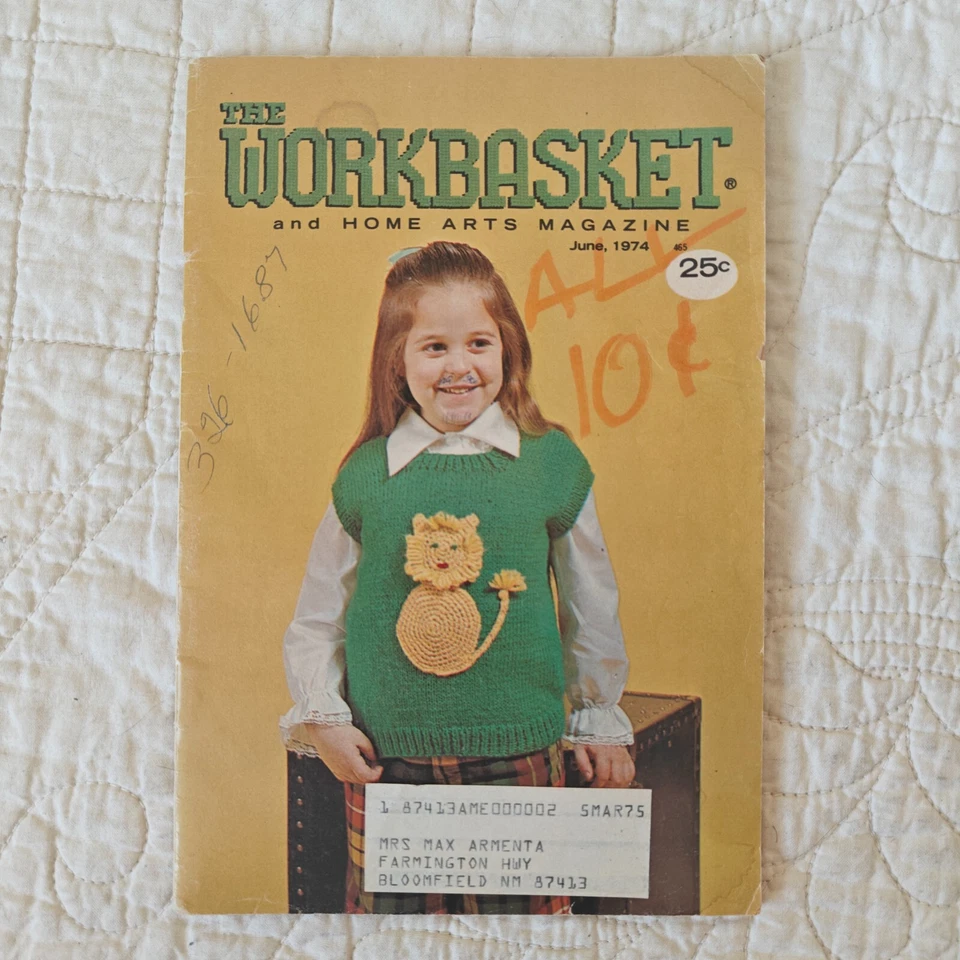 THE
WORKBASKET®
and HOME ARTS MAGAZINE
June, 1974
465
25c
ALL
10¢
326-1687
1 87413AME000002 SMAR75
MRS MAX ARMENTA
FARMINGTON HWY
BLOOMFIELD NM 87413